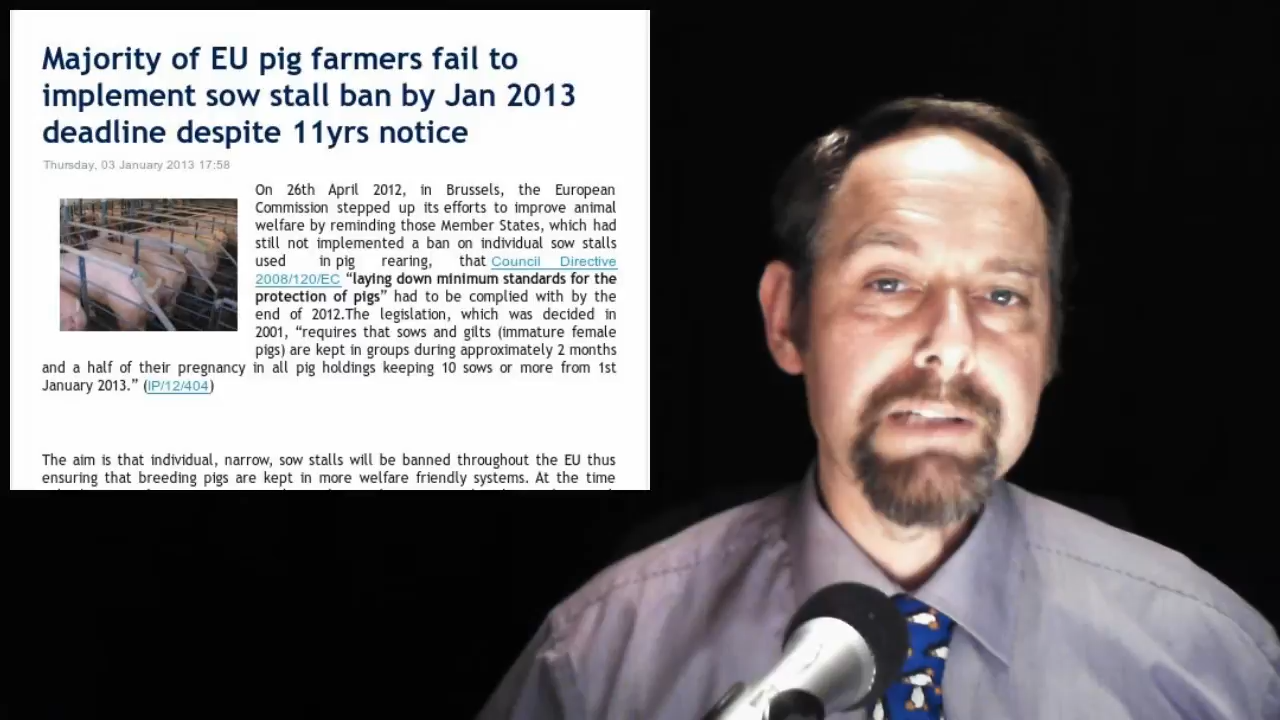 Majority of EU pig farmers fail to
implement sow stall ban by Jan 2013
deadline despite 11yrs notice
Thursday, 03 January 2013 17:58
On 26th April 2012, in Brussels, the European
Commission stepped up its efforts to improve animal
welfare by reminding those Member States, which had
still not implemented a ban on individual sow stalls
used in pig rearing, that Council Directive
2008/120/EC “laying down minimum standards for the
protection of pigs” had to be complied with by the
end of 2012.The legislation, which was decided in
2001, “requires that sows and gilts (immature female
pigs) are kept in groups during approximately 2 months
and a half of their pregnancy in all pig holdings keeping 10 sows or more from 1st
January 2013.” (IP/12/404)
The aim is that individual, narrow, sow stalls will be banned throughout the EU thus
ensuring that breeding pigs are kept in more welfare friendly systems. At the time